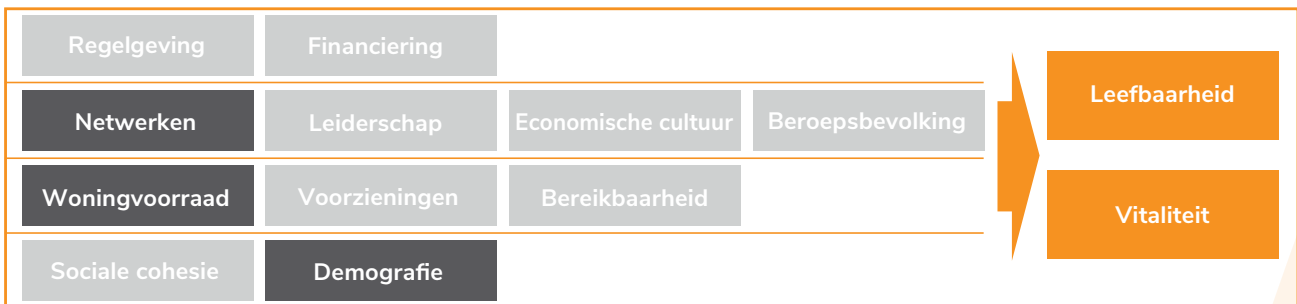 Regelgeving
Financiering
Netwerken
Leiderschap
Economische cultuur
Beroepsbevolking
Woningvoorraad
Voorzieningen
Bereikbaarheid
Sociale cohesie
Demografie
Leefbaarheid
Vitaliteit